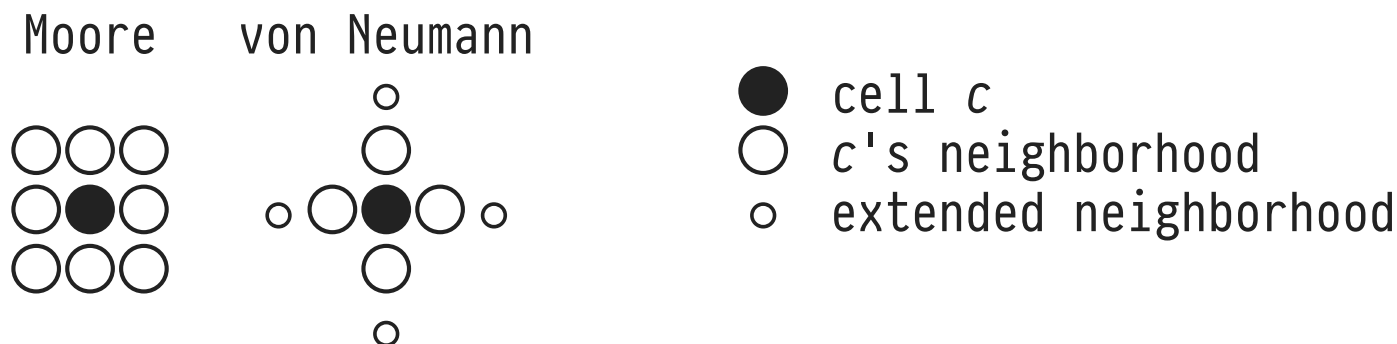 Moore
von Neumann
cell c
c's neighborhood
extended neighborhood